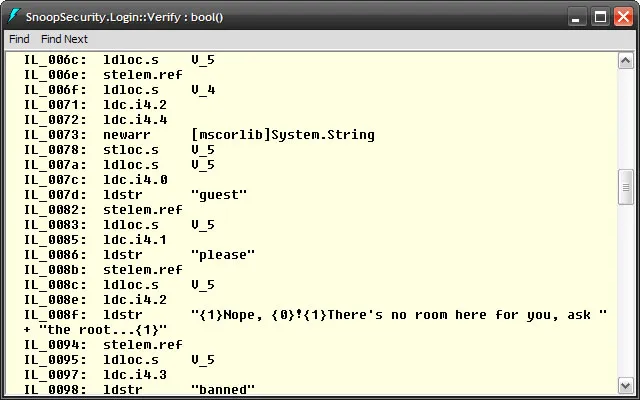 SnoopSecurity.Login::Verify : bool()
Find Find Next
IL_006c: ldloc.s V_5
IL_006e: stelem.ref
IL_006f: ldloc.s V_4
IL_0071: ldc.i4.2
IL_0072: ldc.i4.4
IL_0073: newarr [mscorlib]System.String
IL_0078: stloc.s V_5
IL_007a: ldloc.s V_5
IL_007c: ldc.i4.0
IL_007d: ldstr "guest"
IL_0082: stelem.ref
IL_0083: ldloc.s V_5
IL_0085: ldc.i4.1
IL_0086: ldstr "please"
IL_008b: stelem.ref
IL_008c: ldloc.s V_5
IL_008e: ldc.i4.2
IL_008f: ldstr "{1}Nope, {0}!{1}There's no room here for you, ask "
+ "the root...{1}"
IL_0094: stelem.ref
IL_0095: ldloc.s V_5
IL_0097: ldc.i4.3
IL_0098: ldstr "banned"